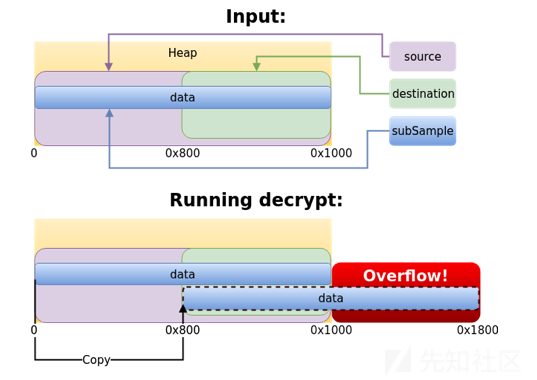 Input:
Heap
source
data
destination
subSample
0
0x800
0x1000
Running decrypt:
data
Overflow!
data
0
0x800
0x1000
0x1800
Copy
先知社区